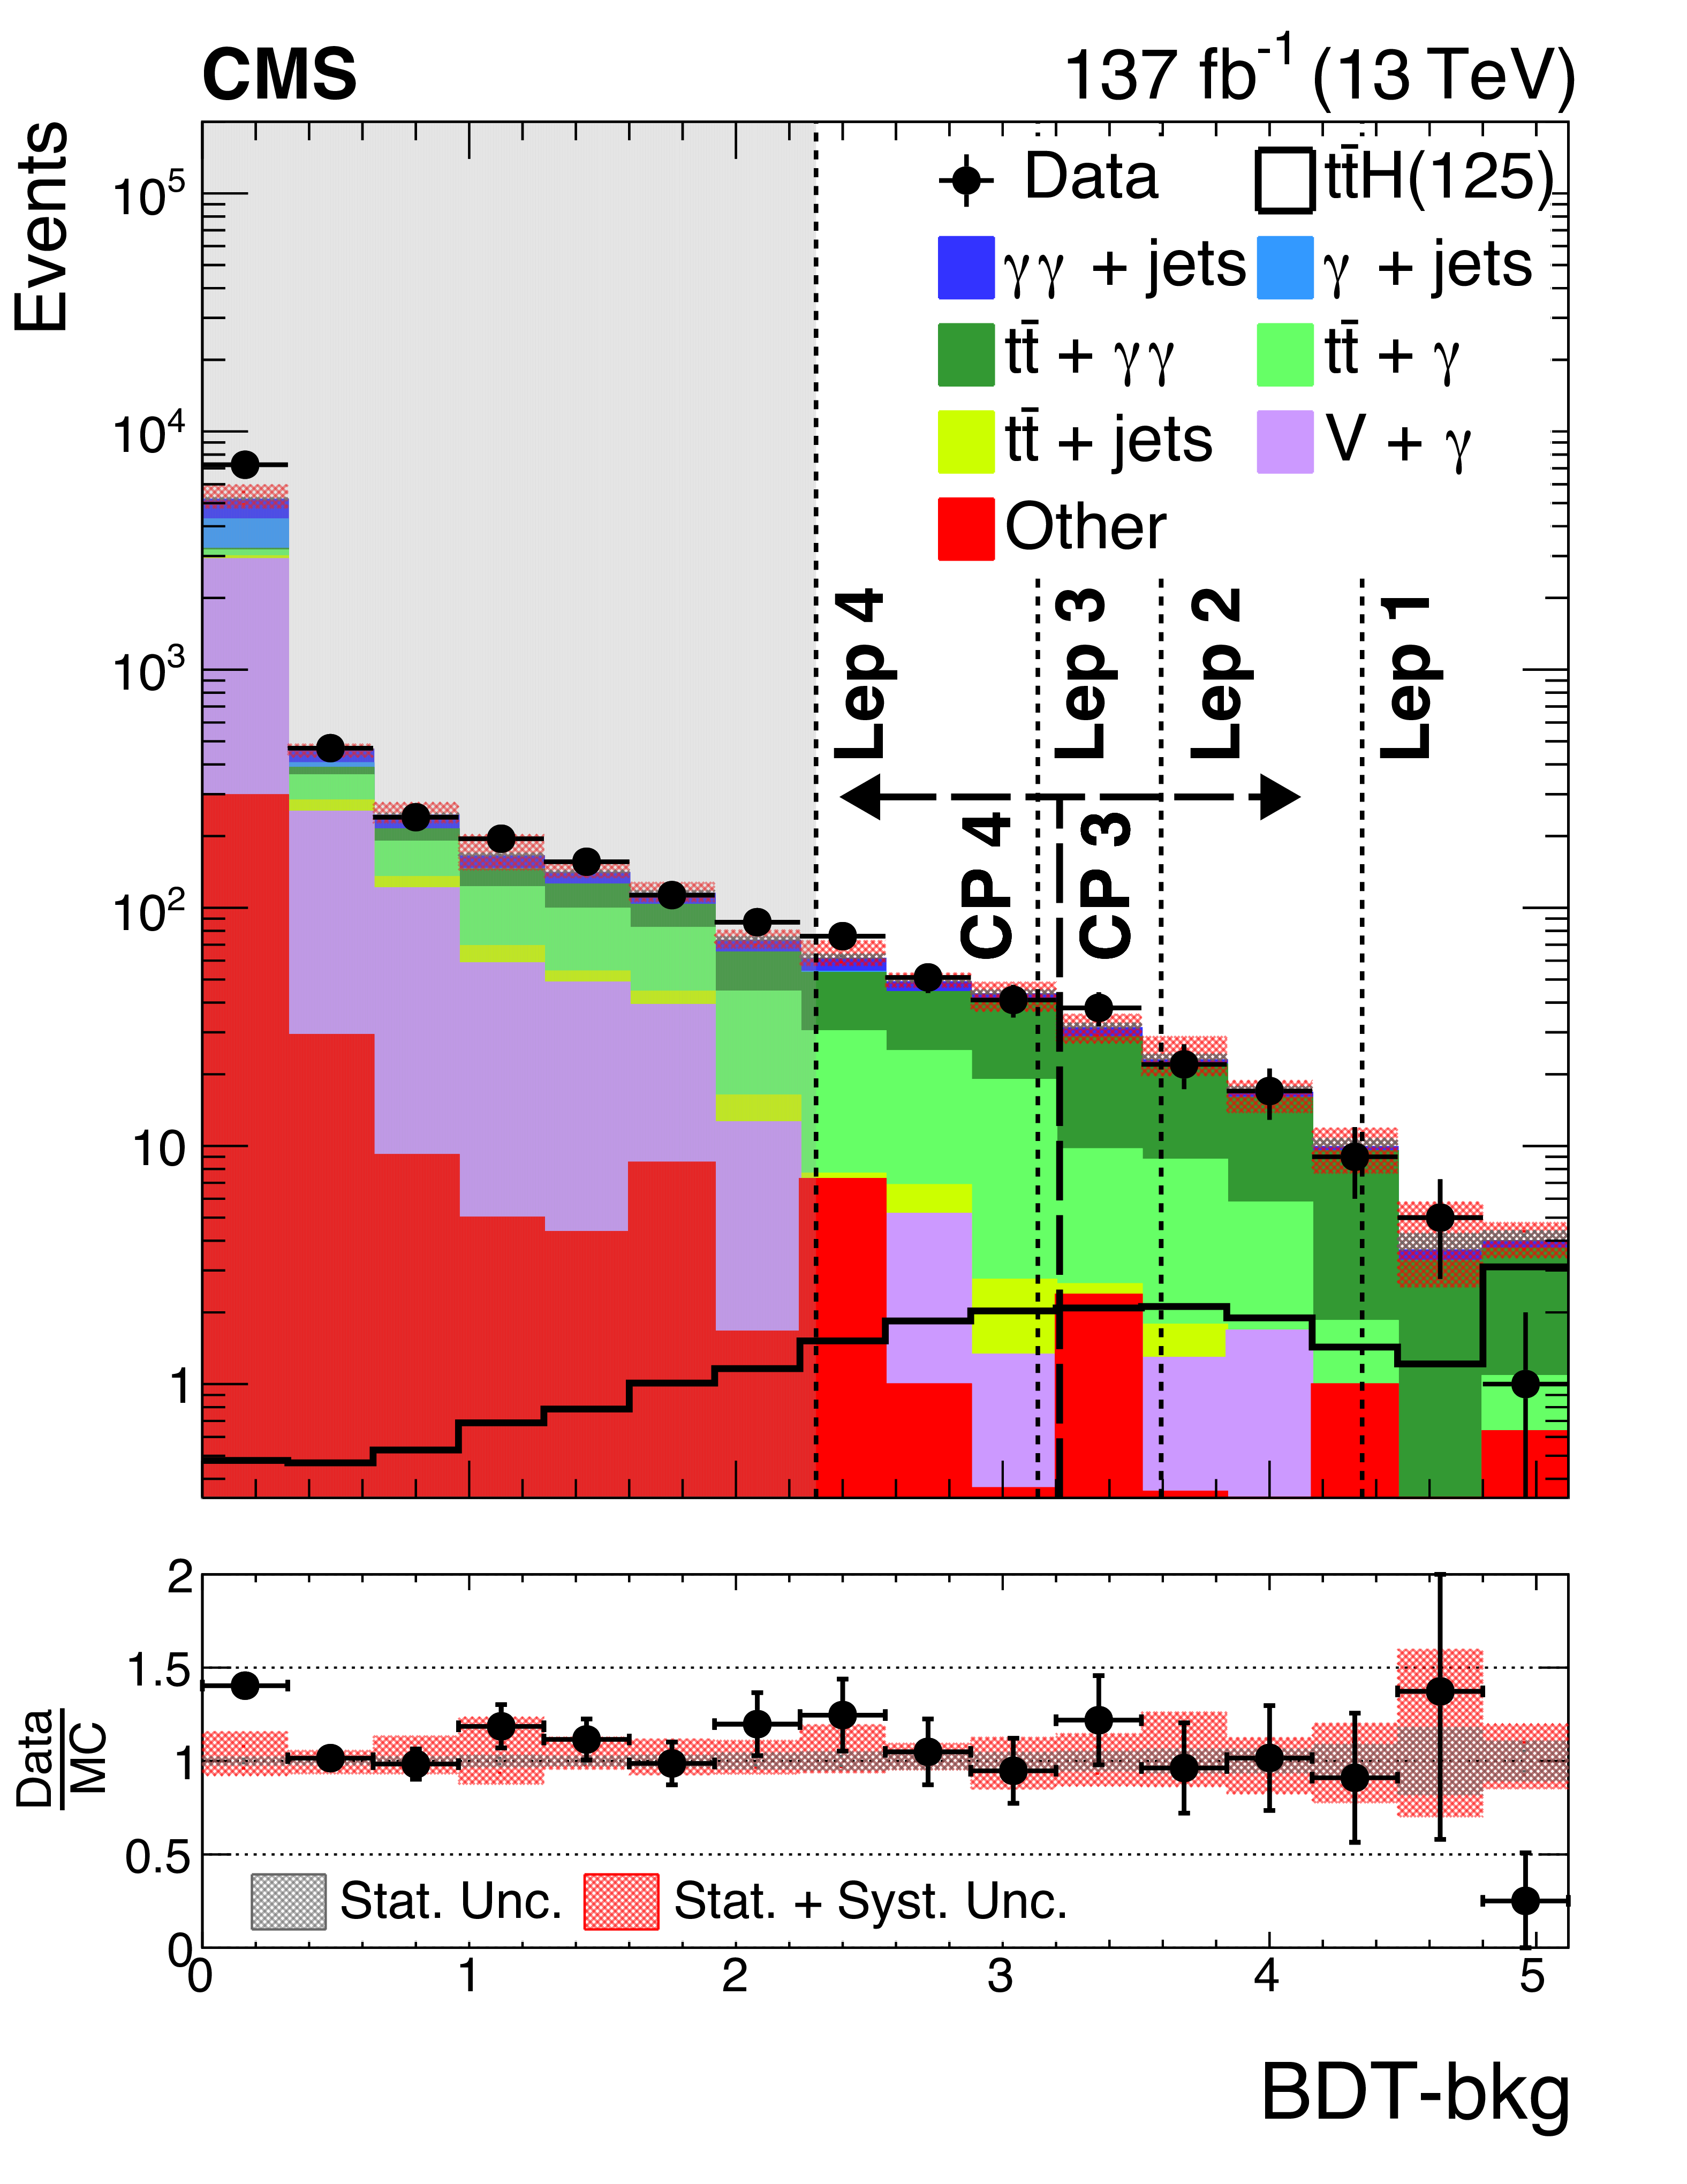 CMS 137 fb⁻¹ (13 TeV)
Events
10⁵
10⁴
10³
10²
10
1
Data tt̄H(125)
γγ + jets γ + jets
tt̄ + γγ tt̄ + γ
tt̄ + jets V + γ
Other
Lep 4
Lep 3
Lep 2
Lep 1
CP 4
CP 3
Data
MC
2
1.5
1
0.5
0
Stat. Unc. Stat. + Syst. Unc.
0 1 2 3 4 5
BDT-bkg